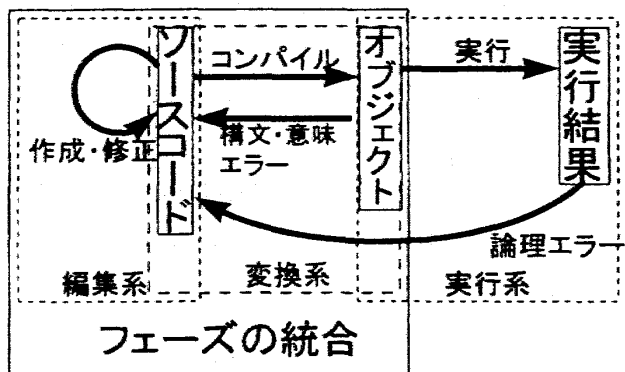 ソースコード
コンパイル
オブジェクト
実行
実行結果
作成・修正
構文・意味
エラー
論理エラー
編集系
変換系
実行系
フェーズの統合